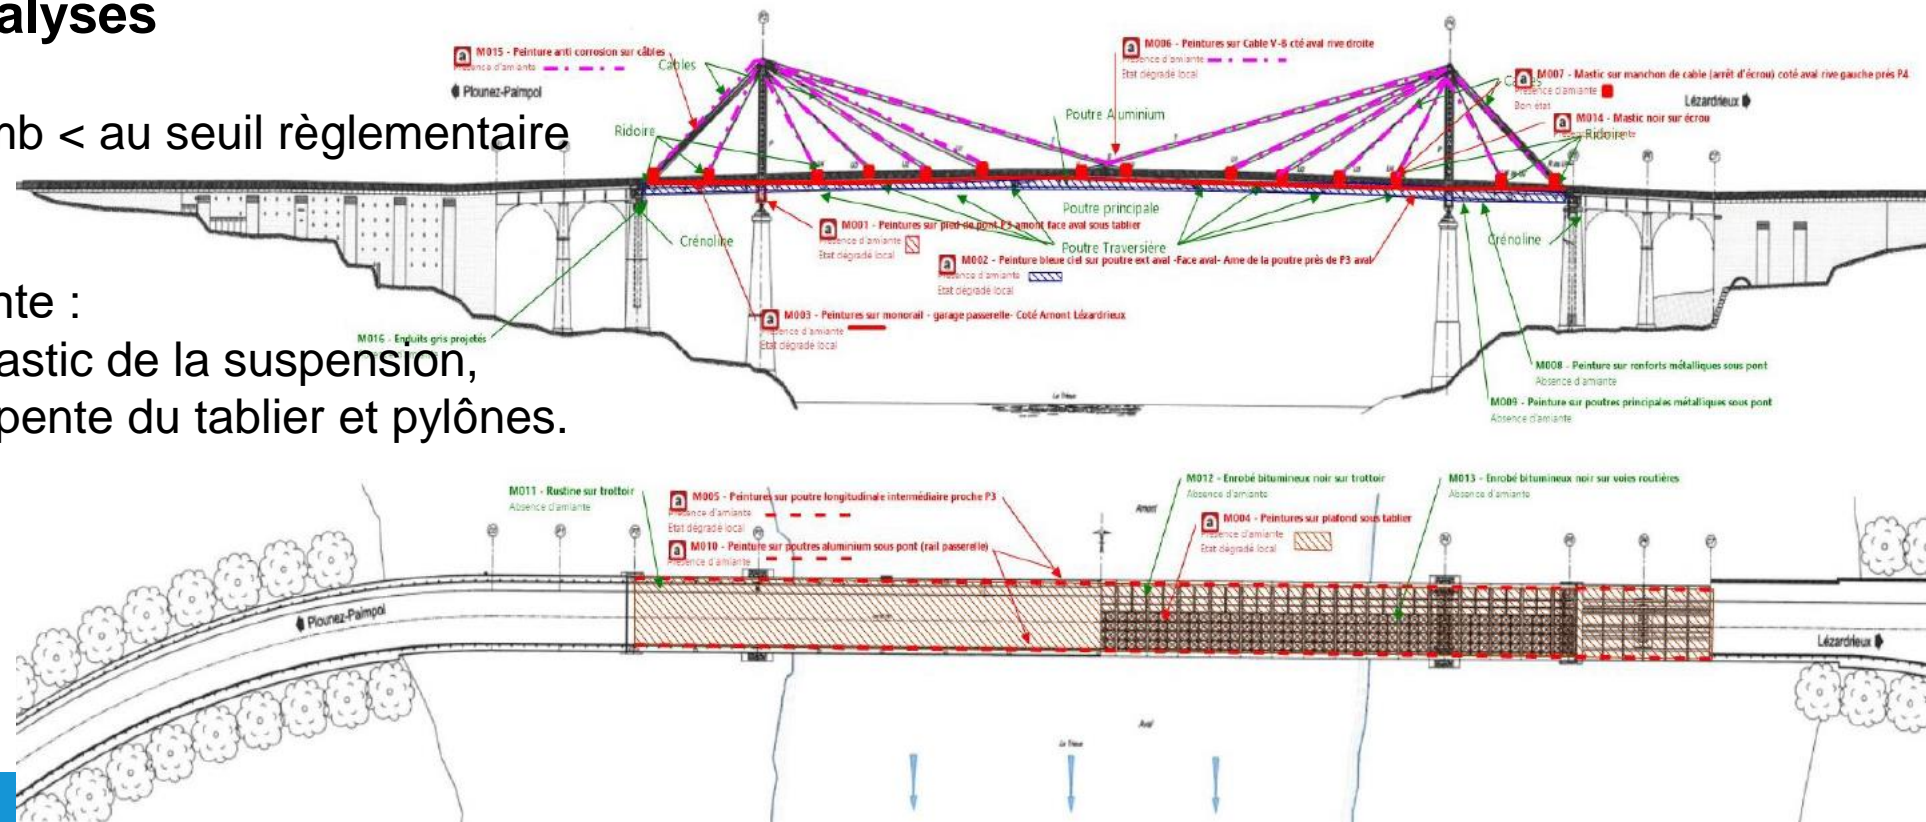 alyses
mb < au seuil règlementaire
nte :
astic de la suspension,
pente du tablier et pylônes.
M015 - Peinture anti corrosion sur câbles
Présence d'amiante
Plounez-Paimpol
Cables
Ridoire
M006 - Peintures sur Cable V-8 cté aval rive droite
Présence d'amiante
Etat dégradé local
Poutre Aluminium
M007 - Mastic sur manchon de cable (arrêt d'écrou) coté aval rive gauche près P4
Présence d'amiante
Bon état
Lézardrieux
M014 - Mastic noir sur écrou
Ridoire
Poutre principale
M001 - Peintures sur pied de pont P3 amont face aval sous tablier
Présence d'amiante
Etat dégradé local
Crénoline
Poutre Traversière
Crénoline
M002 - Peinture bleue ciel sur poutre ext aval -Face aval- Ame de la poutre près de P3 aval
Présence d'amiante
Etat dégradé local
M003 - Peintures sur monorail - garage passerelle- Coté Amont Lézardrieux
Présence d'amiante
Etat dégradé local
M016 - Enduits gris projetés
M008 - Peinture sur renforts métalliques sous pont
Absence d'amiante
M009 - Peinture sur poutres principales métalliques sous pont
Absence d'amiante
Le Trieux
M011 - Rustine sur trottoir
Absence d'amiante
M005 - Peintures sur poutre longitudinale intermédiaire proche P3
Présence d'amiante
Etat dégradé local
M010 - Peinture sur poutres aluminium sous pont (rail passerelle)
Présence d'amiante
M012 - Enrobé bitumineux noir sur trottoir
Absence d'amiante
M013 - Enrobé bitumineux noir sur voies routières
Absence d'amiante
Amont
M004 - Peintures sur plafond sous tablier
Présence d'amiante
Etat dégradé local
Plounez-Paimpol
Lézardrieux
Aval
Le Trieux